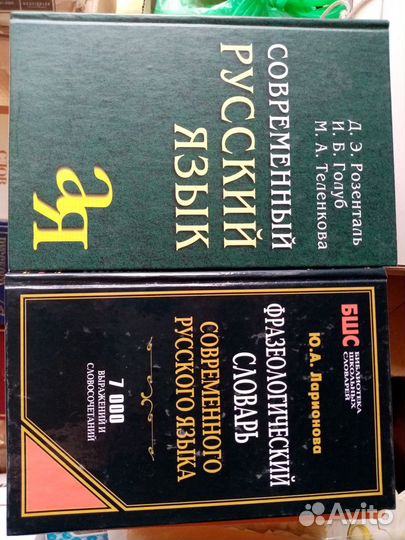 Д. Э. Розенталь
И. Б. Голуб
М. А. Теленкова
СОВРЕМЕННЫЙ
РУССКИЙ
ЯЗЫК
ая
БШС
БИБЛИОТЕКА
ШКОЛЬНЫХ
СЛОВАРЕЙ
Ю.А. Ларионова
ФРАЗЕОЛОГИЧЕСКИЙ
СЛОВАРЬ
СОВРЕМЕННОГО
РУССКОГО ЯЗЫКА
7 000
ВЫРАЖЕНИЙ И
СЛОВОСОЧЕТАНИЙ
Avito